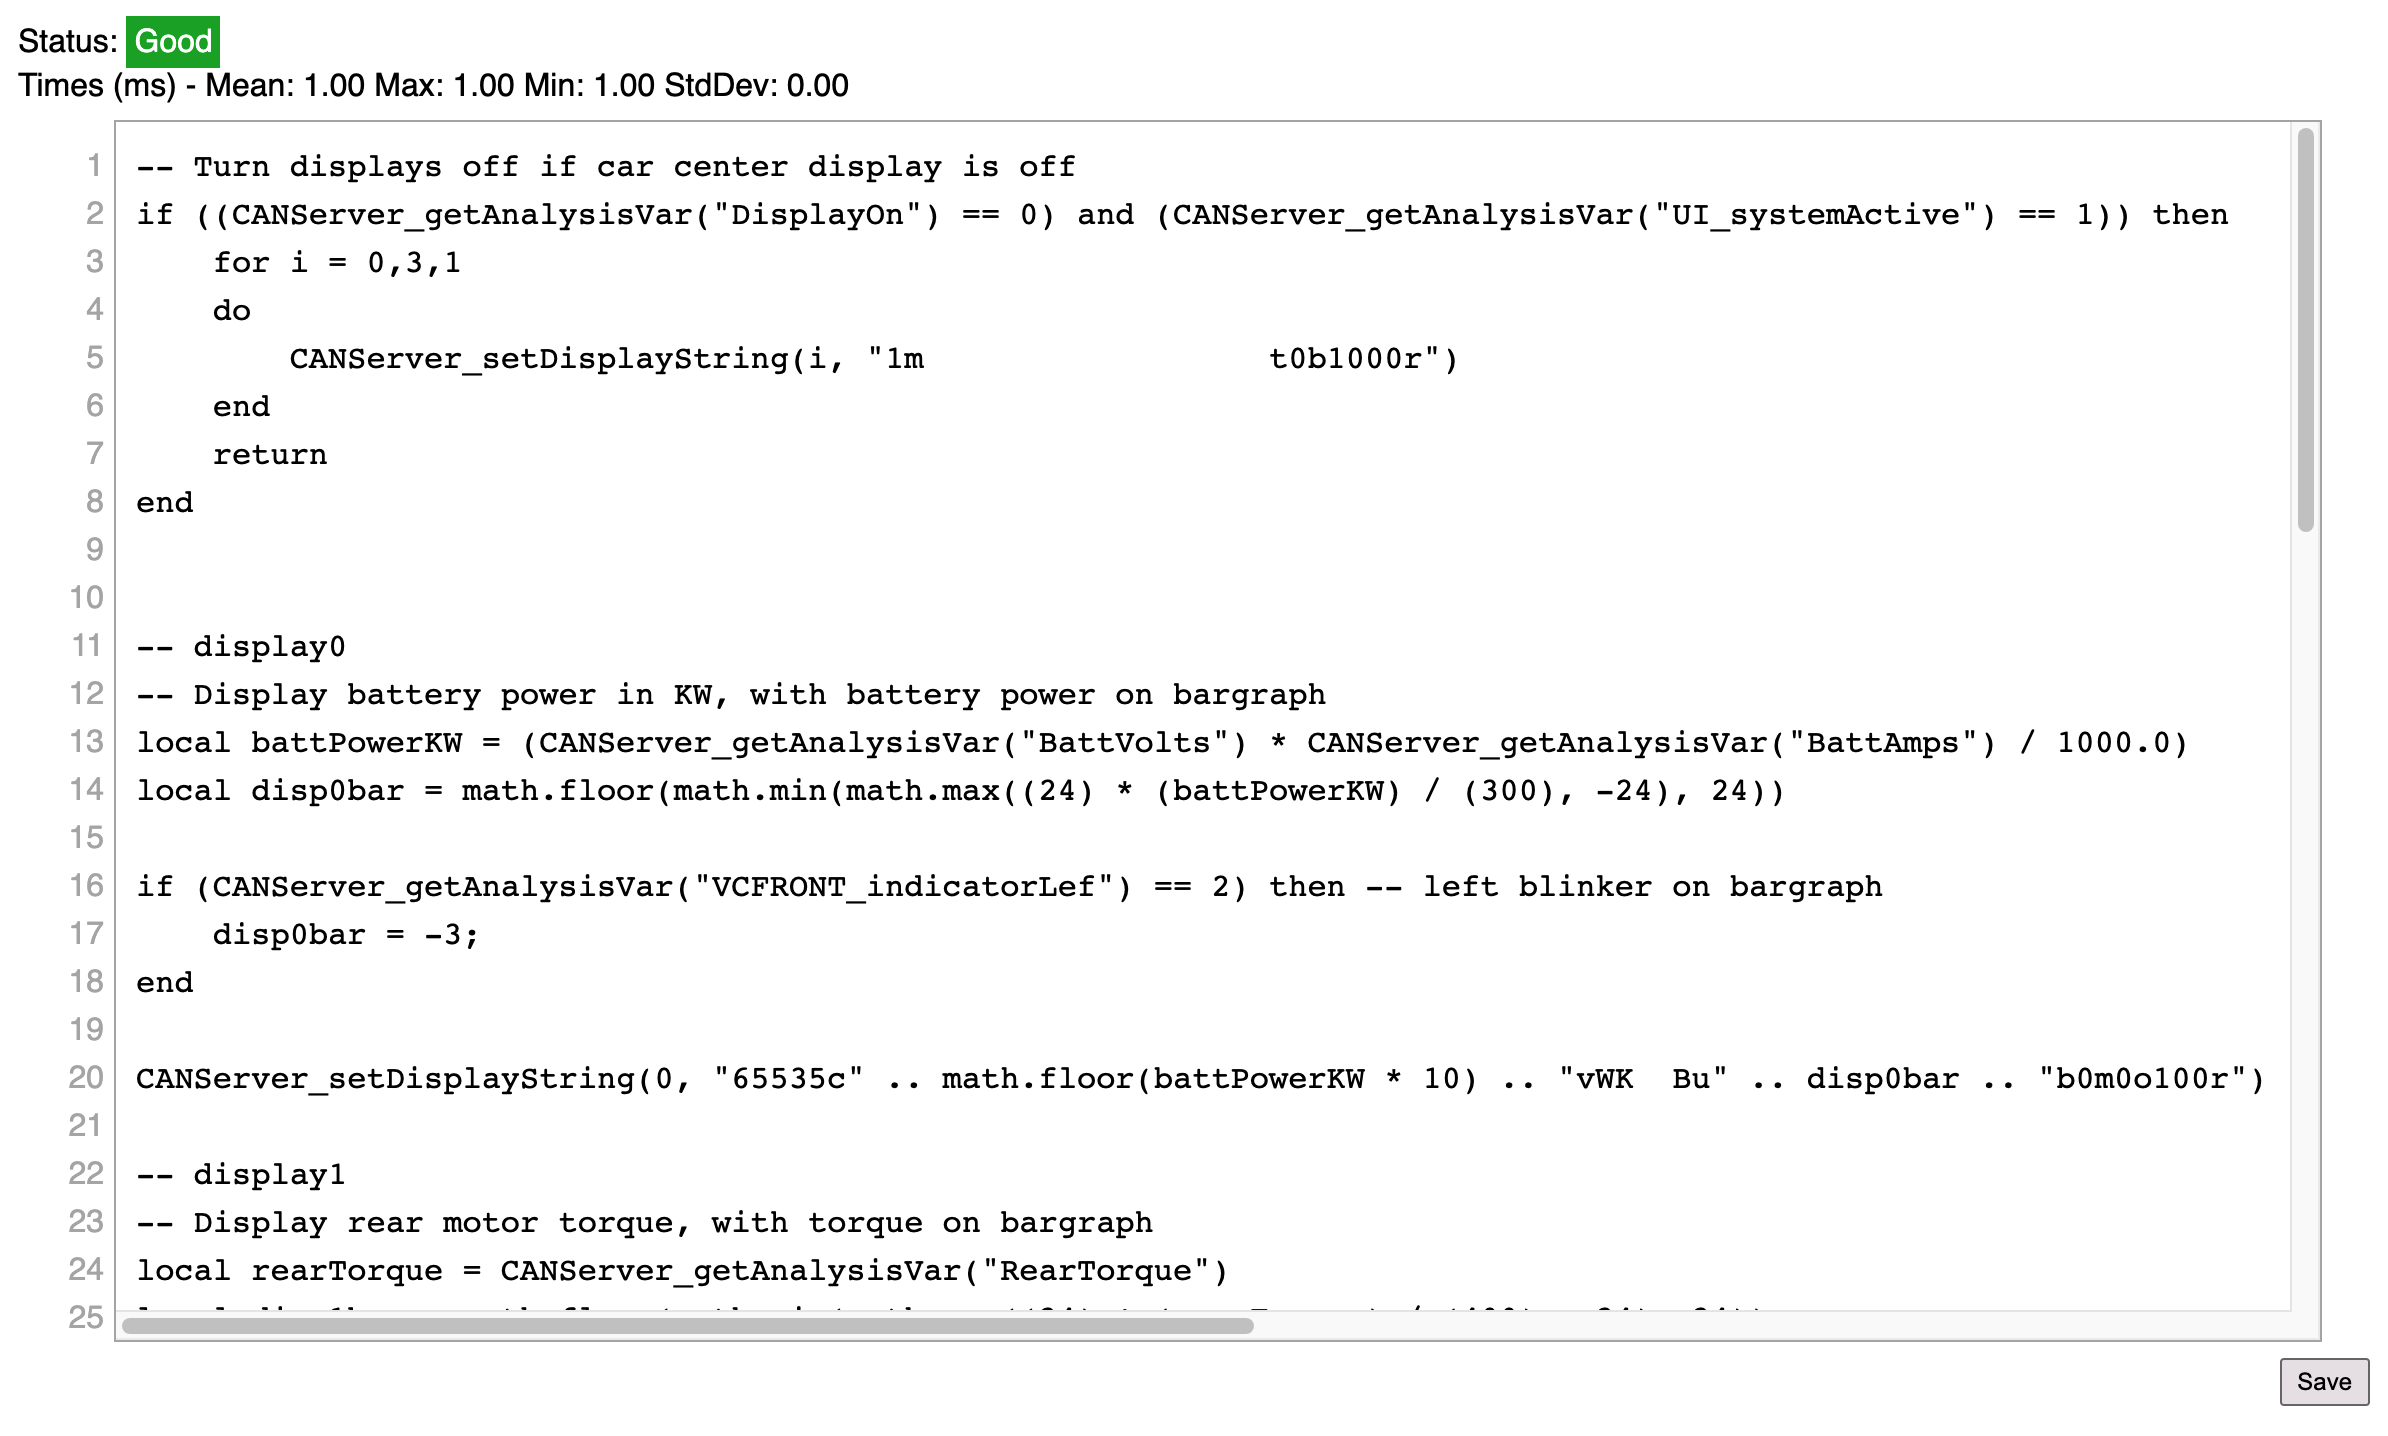 Status: Good
Times (ms) - Mean: 1.00 Max: 1.00 Min: 1.00 StdDev: 0.00
1 -- Turn displays off if car center display is off
2 if ((CANServer_getAnalysisVar("DisplayOn") == 0) and (CANServer_getAnalysisVar("UI_systemActive") == 1)) then
3     for i = 0,3,1
4     do
5         CANServer_setDisplayString(i, "1m                  t0b1000r")
6     end
7     return
8 end
9
10
11 -- display0
12 -- Display battery power in KW, with battery power on bargraph
13 local battPowerKW = (CANServer_getAnalysisVar("BattVolts") * CANServer_getAnalysisVar("BattAmps") / 1000.0)
14 local disp0bar = math.floor(math.min(math.max((24) * (battPowerKW) / (300), -24), 24))
15
16 if (CANServer_getAnalysisVar("VCFRONT_indicatorLef") == 2) then -- left blinker on bargraph
17     disp0bar = -3;
18 end
19
20 CANServer_setDisplayString(0, "65535c" .. math.floor(battPowerKW * 10) .. "vWK  Bu" .. disp0bar .. "b0m0o100r")
21
22 -- display1
23 -- Display rear motor torque, with torque on bargraph
24 local rearTorque = CANServer_getAnalysisVar("RearTorque")
25
Save